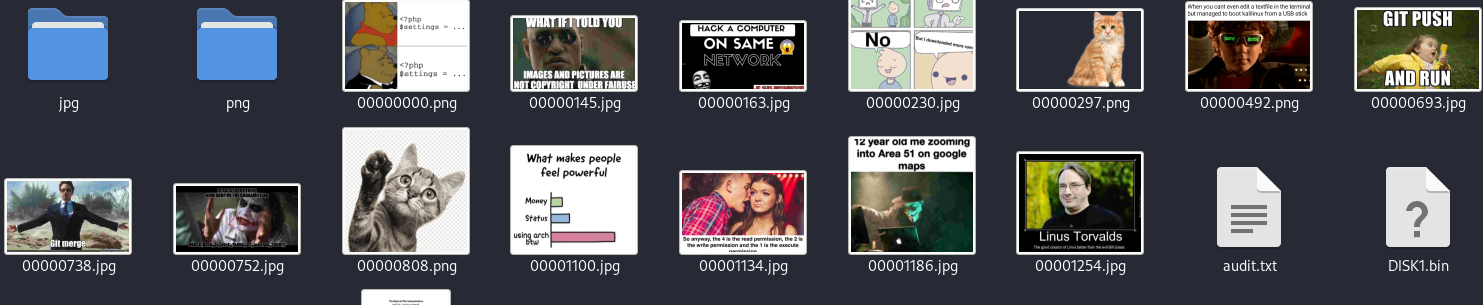 <?php
$settings = ...
<?php
$ettings = ...
WHAT IF I TOLD YOU
IMAGES AND PICTURES ARE
NOT COPYRIGHT UNDER FAIRUSE
HACK A COMPUTER
ON SAME
NETWORK
No
But I downloaded more ram
When you cant even edit a textfile in the terminal
but managed to boot kalilinux from a USB stick
GIT PUSH
AND RUN
jpg
png
00000000.png
00000145.jpg
00000163.jpg
00000230.jpg
00000297.png
00000492.png
00000693.jpg
Git merge
What makes people
feel powerful
Money
Status
using arch
btw
So anyway, the 4 is the read permission, the 2 is
the write permission and the 1 is the execute
permission
12 year old me zooming
into Area 51 on google
maps
Linus Torvalds
00000738.jpg
00000752.jpg
00000808.png
00001100.jpg
00001134.jpg
00001186.jpg
00001254.jpg
audit.txt
DISK1.bin